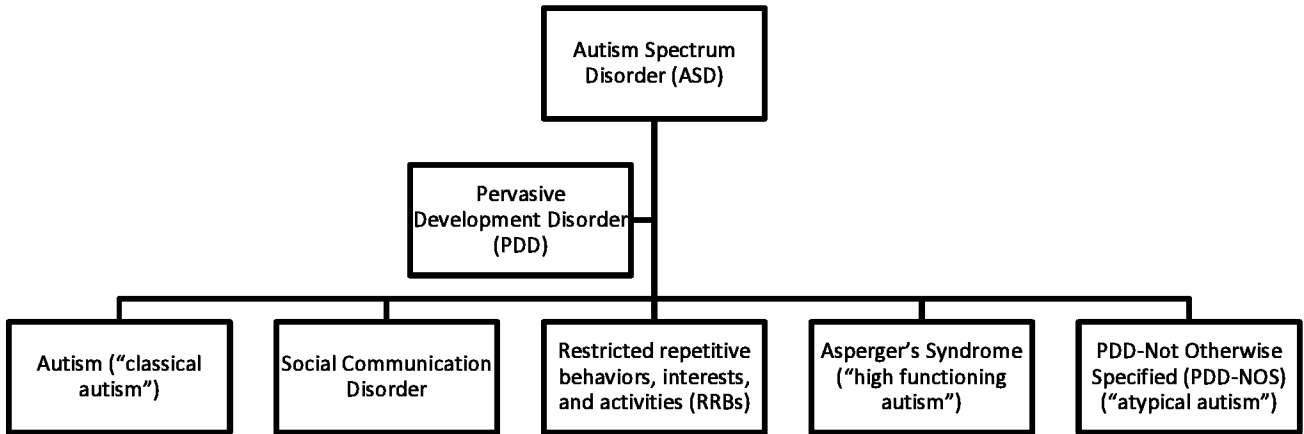 Autism Spectrum
Disorder (ASD)
Pervasive
Development Disorder
(PDD)
Autism (“classical
autism”)
Social Communication
Disorder
Restricted repetitive
behaviors, interests,
and activities (RRBs)
Asperger’s Syndrome
(“high functioning
autism”)
PDD-Not Otherwise
Specified (PDD-NOS)
(“atypical autism”)